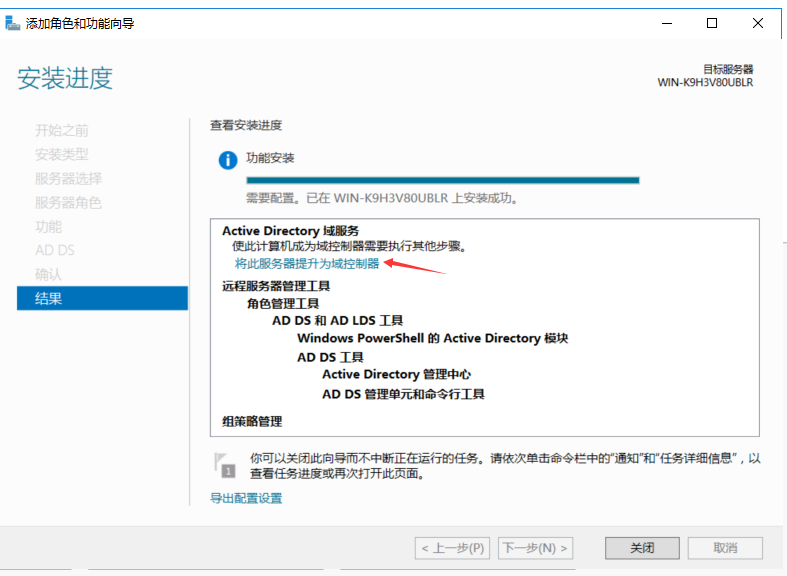 添加角色和功能向导
安装进度
目标服务器
WIN-K9H3V80UBLR
开始之前
安装类型
服务器选择
服务器角色
功能
AD DS
确认
结果
查看安装进度
功能安装
需要配置。已在 WIN-K9H3V80UBLR 上安装成功。
Active Directory 域服务
使此计算机成为域控制器需要执行其他步骤。
将此服务器提升为域控制器
远程服务器管理工具
角色管理工具
AD DS 和 AD LDS 工具
Windows PowerShell 的 Active Directory 模块
AD DS 工具
Active Directory 管理中心
AD DS 管理单元和命令行工具
组策略管理
1
你可以关闭此向导而不中断正在运行的任务。请依次单击命令栏中的"通知"和"任务详细信息"，以
查看任务进度或再次打开此页面。
导出配置设置
< 上一步(P)
下一步(N) >
关闭
取消